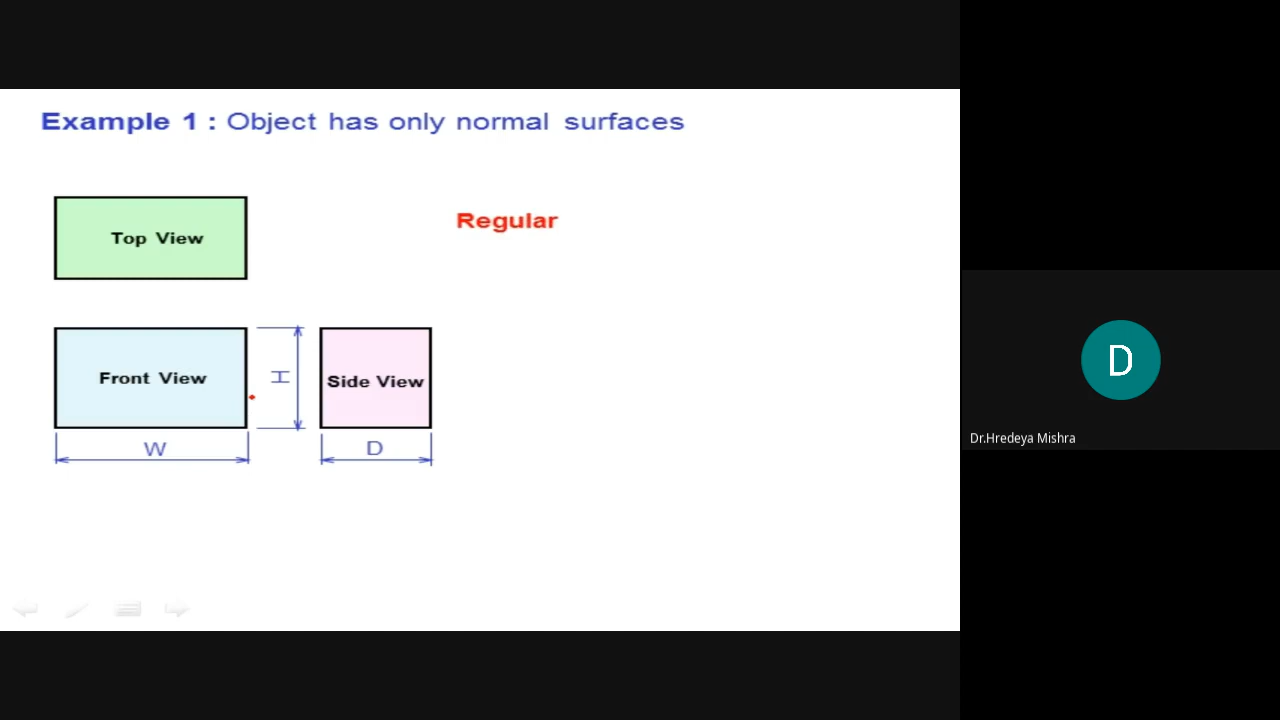 Example 1 : Object has only normal surfaces
Regular
Top View
Front View
H
Side View
W
D
D
Dr.Hredeya Mishra